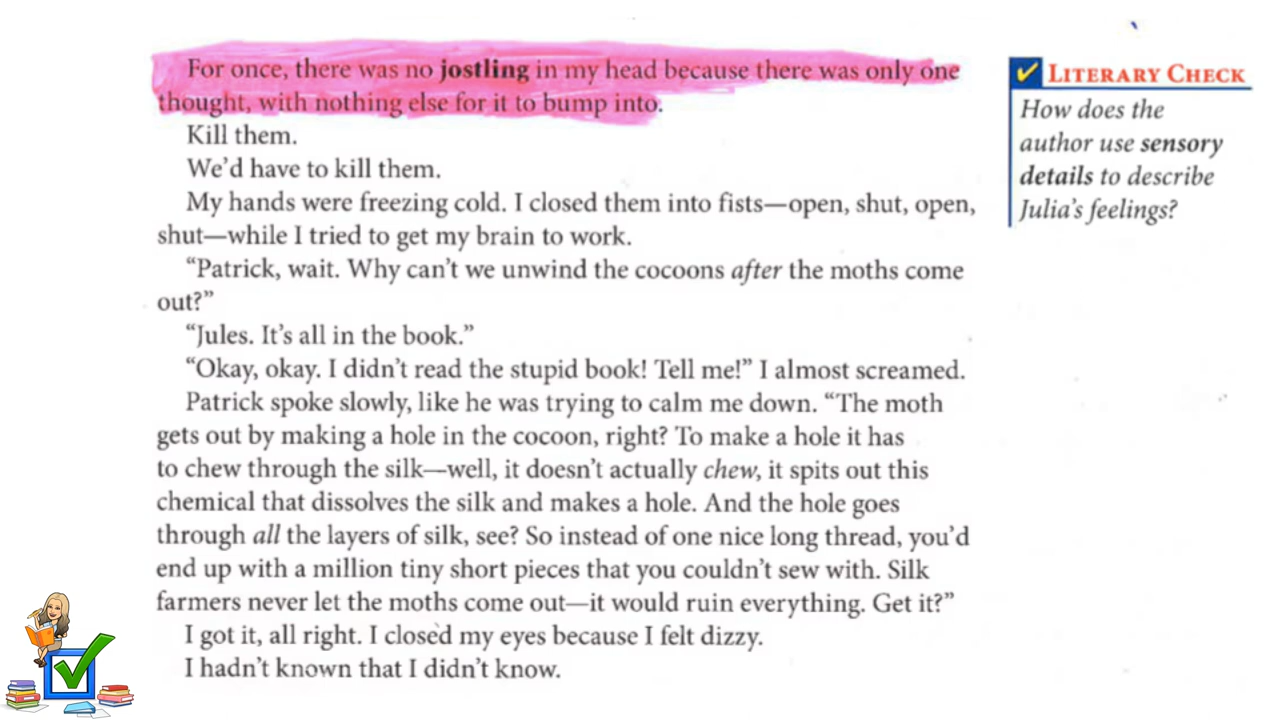 For once, there was no jostling in my head because there was only one
thought, with nothing else for it to bump into.
Kill them.
We'd have to kill them.
My hands were freezing cold. I closed them into fists—open, shut, open,
shut—while I tried to get my brain to work.
“Patrick, wait. Why can't we unwind the cocoons after the moths come
out?”
“Jules. It's all in the book.”
“Okay, okay. I didn't read the stupid book! Tell me!” I almost screamed.
Patrick spoke slowly, like he was trying to calm me down. “The moth
gets out by making a hole in the cocoon, right? To make a hole it has
to chew through the silk—well, it doesn't actually chew, it spits out this
chemical that dissolves the silk and makes a hole. And the hole goes
through all the layers of silk, see? So instead of one nice long thread, you'd
end up with a million tiny short pieces that you couldn't sew with. Silk
farmers never let the moths come out—it would ruin everything. Get it?”
I got it, all right. I closed my eyes because I felt dizzy.
I hadn't known that I didn't know.
LITERARY CHECK
How does the
author use sensory
details to describe
Julia's feelings?